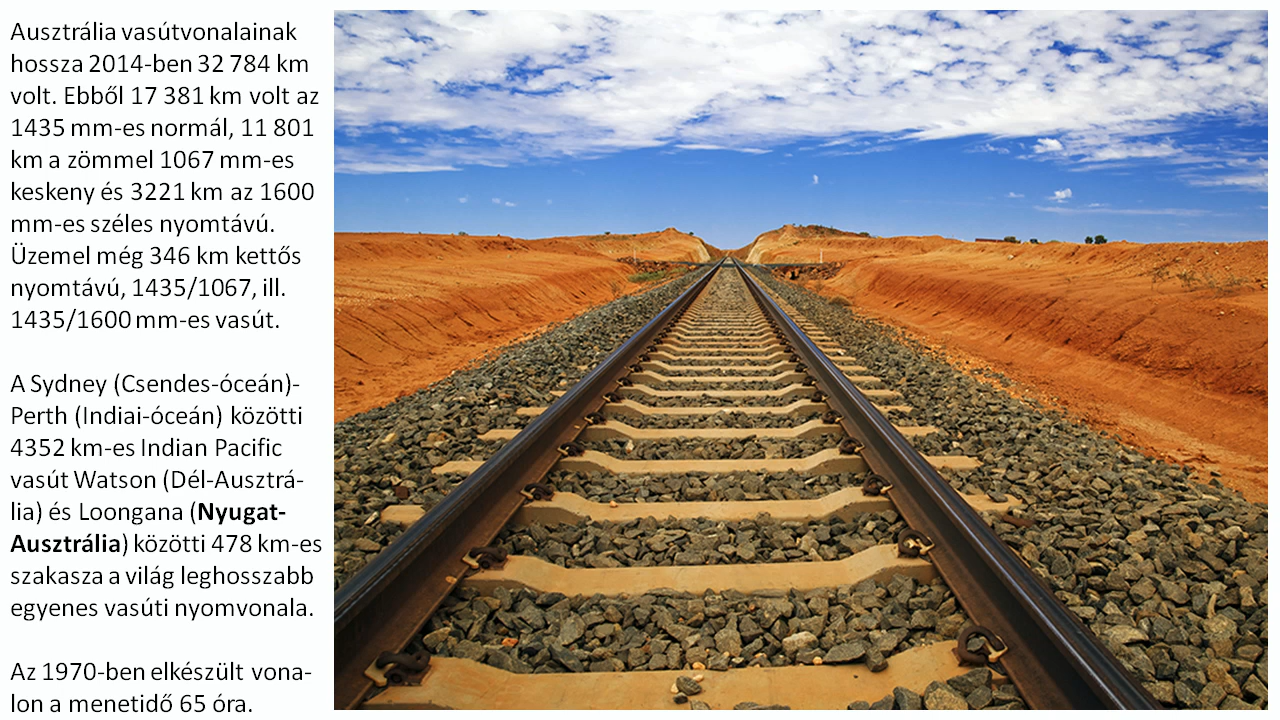 Ausztrália vasútvonalainak
hossza 2014-ben 32 784 km
volt. Ebből 17 381 km volt az
1435 mm-es normál, 11 801
km a zömmel 1067 mm-es
keskeny és 3221 km az 1600
mm-es széles nyomtávú.
Üzemel még 346 km kettős
nyomtávú, 1435/1067, ill.
1435/1600 mm-es vasút.
A Sydney (Csendes-óceán)-
Perth (Indiai-óceán) közötti
4352 km-es Indian Pacific
vasút Watson (Dél-Ausztrá-
lia) és Loongana (Nyugat-
Ausztrália) közötti 478 km-es
szakasza a világ leghosszabb
egyenes vasúti nyomvonala.
Az 1970-ben elkészült vona-
lon a menetidő 65 óra.